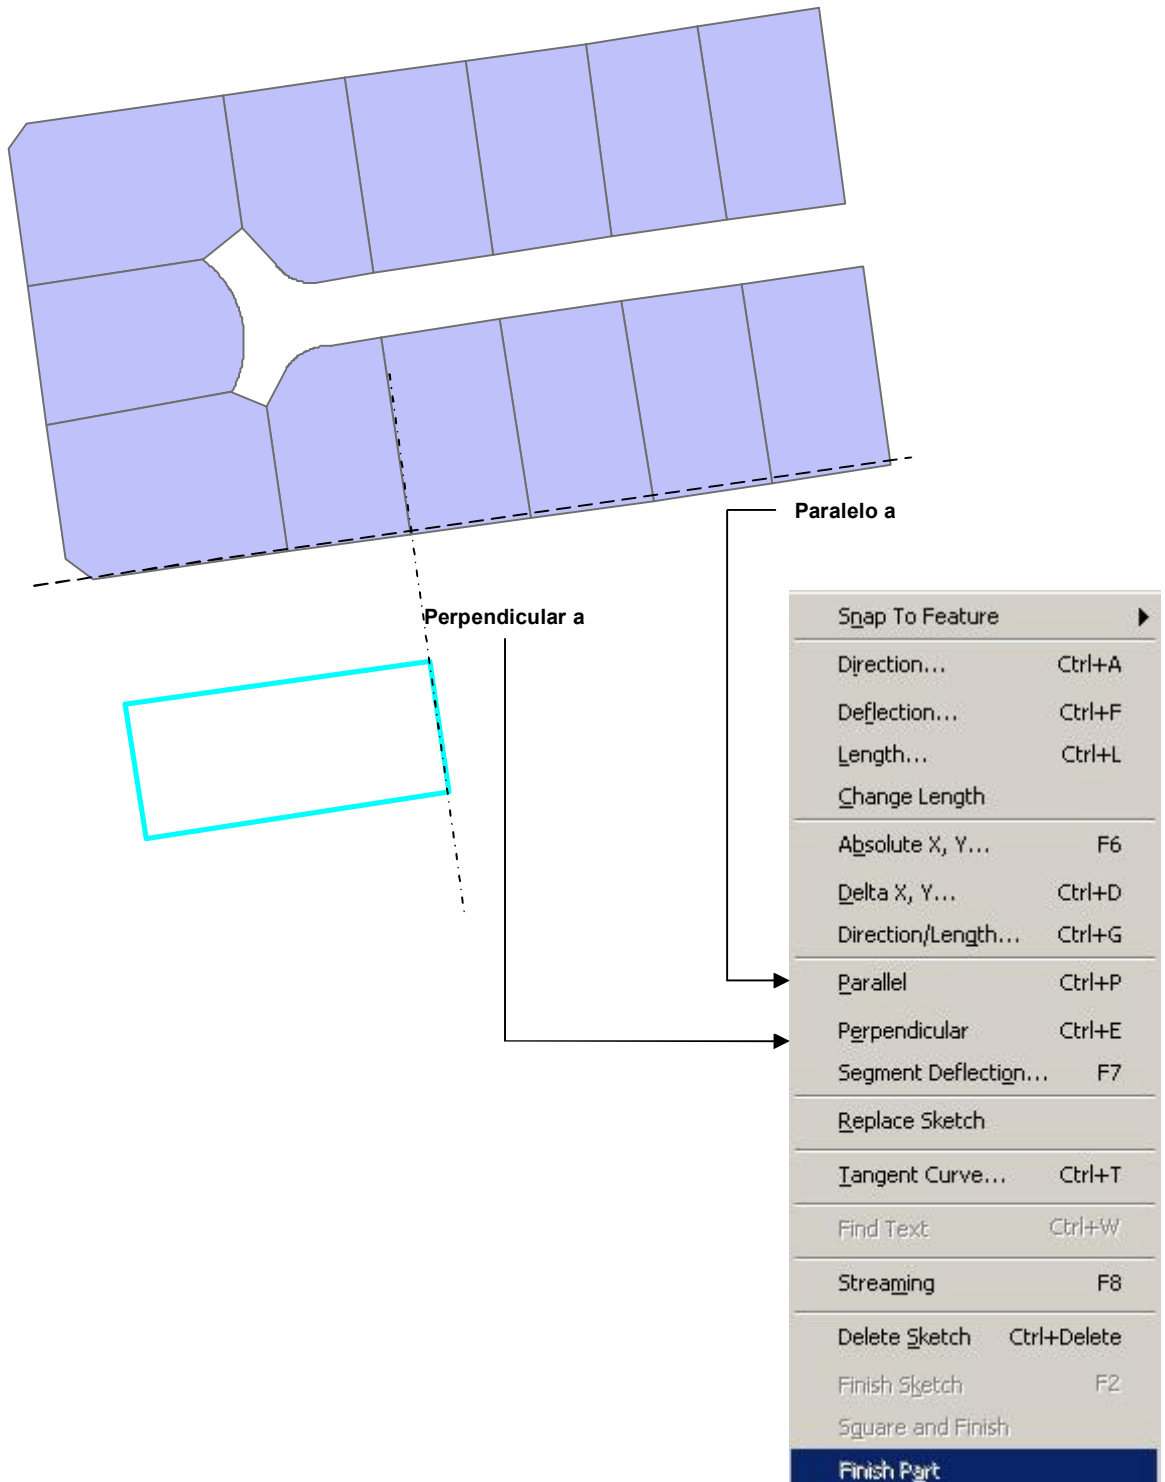 Paralelo a
Perpendicular a
Snap To Feature
Direction... Ctrl+A
Deflection... Ctrl+F
Length... Ctrl+L
Change Length
Absolute X, Y... F6
Delta X, Y... Ctrl+D
Direction/Length... Ctrl+G
Parallel Ctrl+P
Perpendicular Ctrl+E
Segment Deflection... F7
Replace Sketch
Tangent Curve... Ctrl+T
Find Text Ctrl+W
Streaming F8
Delete Sketch Ctrl+Delete
Finish Sketch F2
Square and Finish
Finish Part